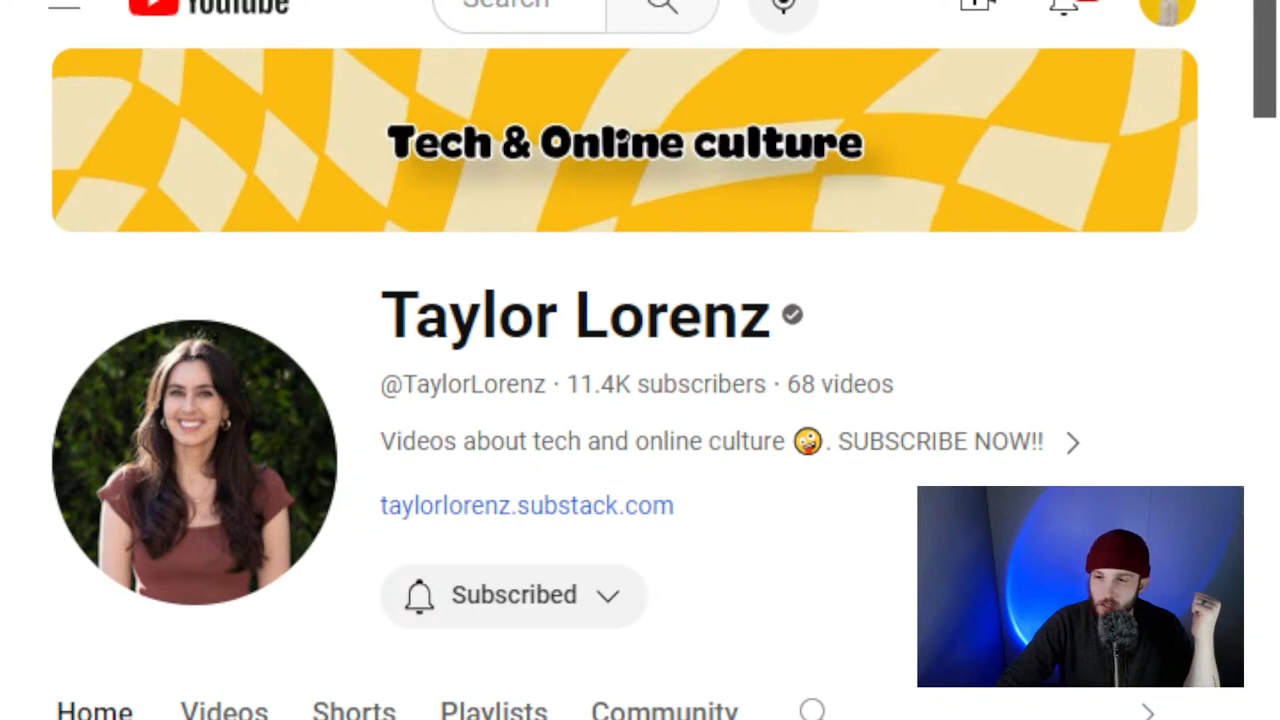 YouTube
Search
Tech & Online culture
Taylor Lorenz
@TaylorLorenz · 11.4K subscribers · 68 videos
Videos about tech and online culture 🤪. SUBSCRIBE NOW!!
taylorlorenz.substack.com
Subscribed
Home Videos Shorts Playlists Community